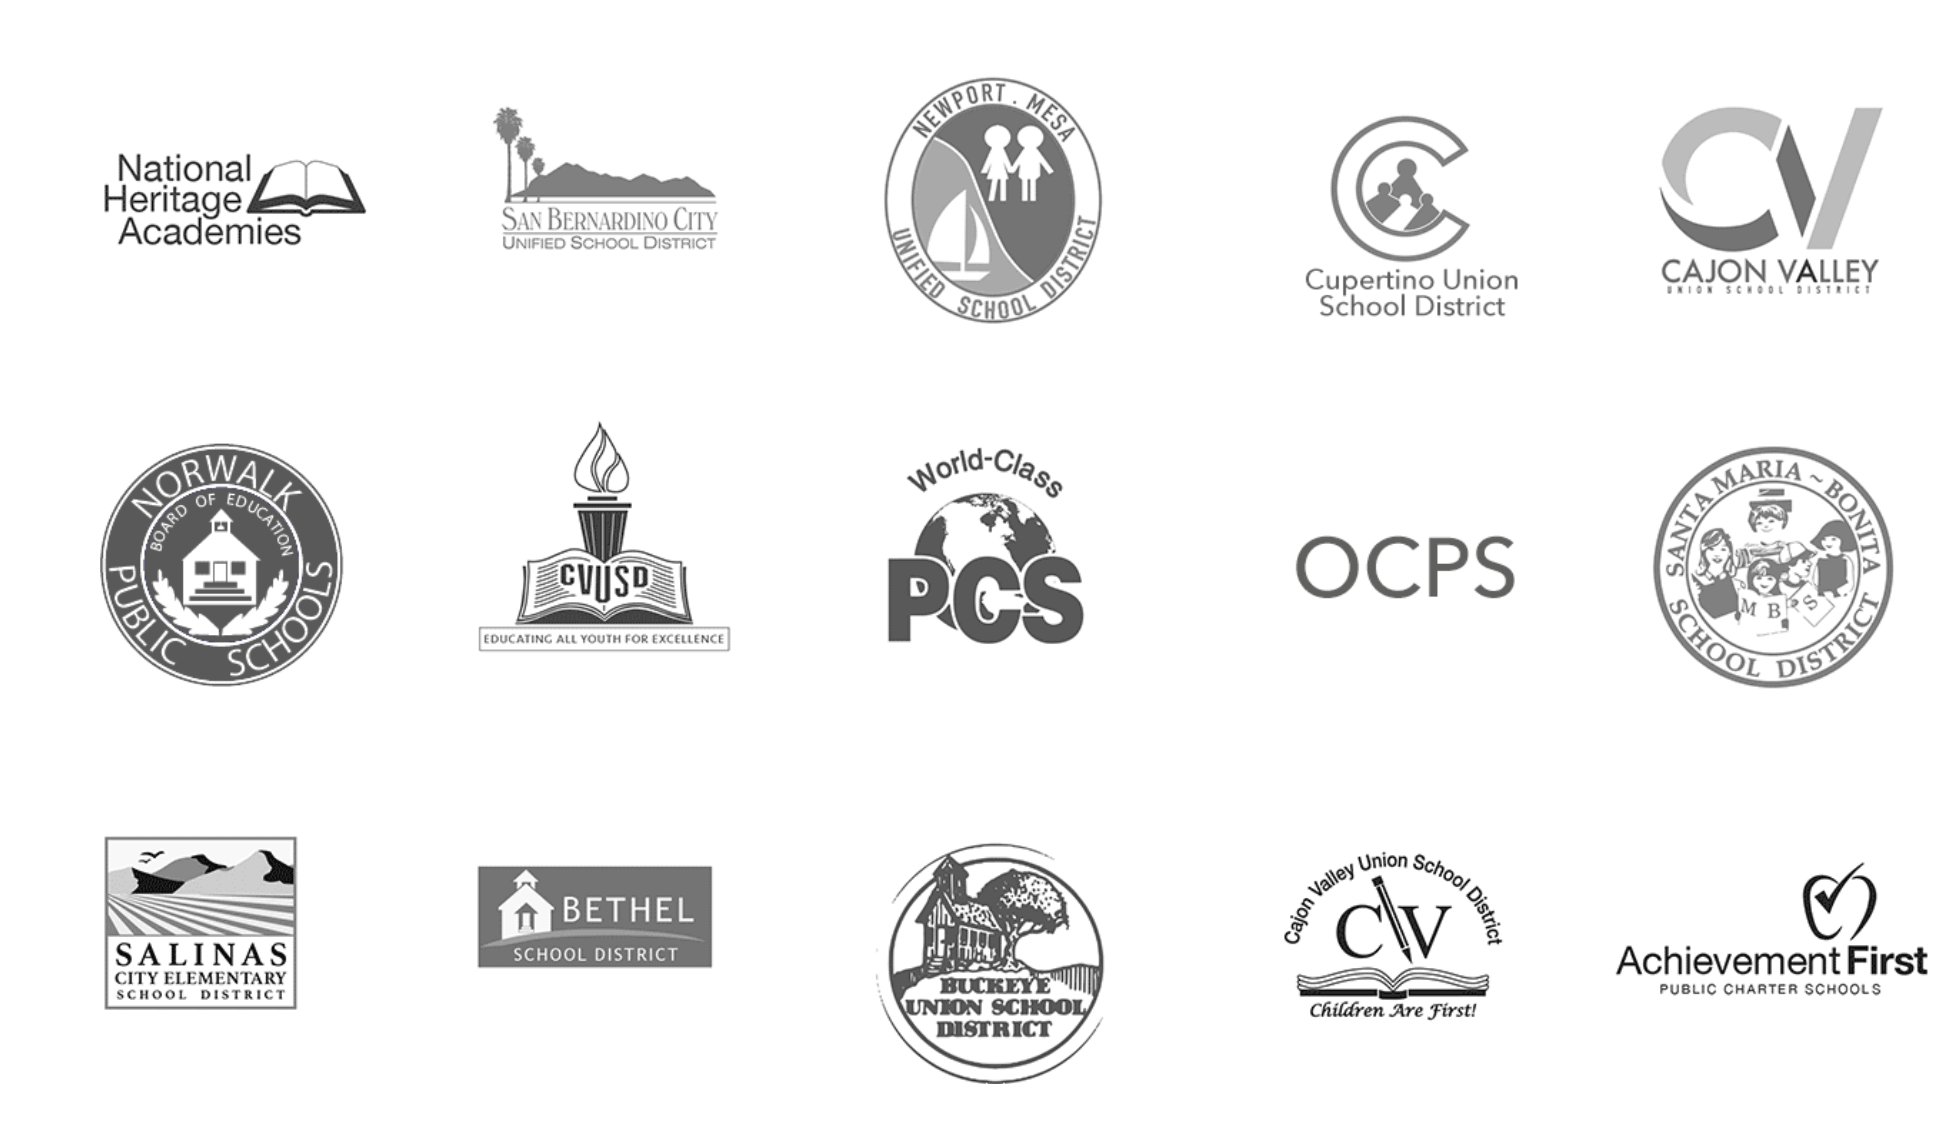 National
Heritage
Academies
SAN BERNARDINO CITY
UNIFIED SCHOOL DISTRICT
NEWPORT . MESA
UNIFIED SCHOOL DISTRICT
Cupertino Union
School District
CV
CAJON VALLEY
UNION SCHOOL DISTRICT
NORWALK
BOARD OF EDUCATION
PUBLIC SCHOOLS
CVUSD
EDUCATING ALL YOUTH FOR EXCELLENCE
World-Class
PCS
OCPS
SANTA MARIA ~ BONITA
M B S
SCHOOL DISTRICT
SALINAS
CITY ELEMENTARY
SCHOOL DISTRICT
BETHEL
SCHOOL DISTRICT
BUCKEYE
UNION SCHOOL
DISTRICT
Cajon Valley Union School District
CV
Children Are First!
Achievement First
PUBLIC CHARTER SCHOOLS